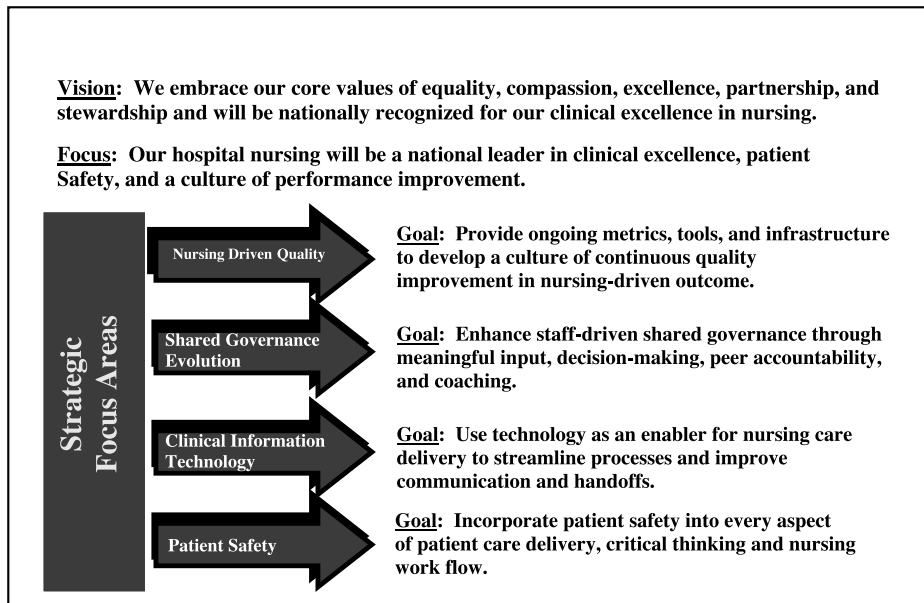 Vision: We embrace our core values of equality, compassion, excellence, partnership, and
stewardship and will be nationally recognized for our clinical excellence in nursing.
Focus: Our hospital nursing will be a national leader in clinical excellence, patient
Safety, and a culture of performance improvement.
Strategic
Focus Areas
Nursing Driven Quality
Goal: Provide ongoing metrics, tools, and infrastructure
to develop a culture of continuous quality
improvement in nursing-driven outcome.
Shared Governance
Evolution
Goal: Enhance staff-driven shared governance through
meaningful input, decision-making, peer accountability,
and coaching.
Clinical Information
Technology
Goal: Use technology as an enabler for nursing care
delivery to streamline processes and improve
communication and handoffs.
Patient Safety
Goal: Incorporate patient safety into every aspect
of patient care delivery, critical thinking and nursing
work flow.